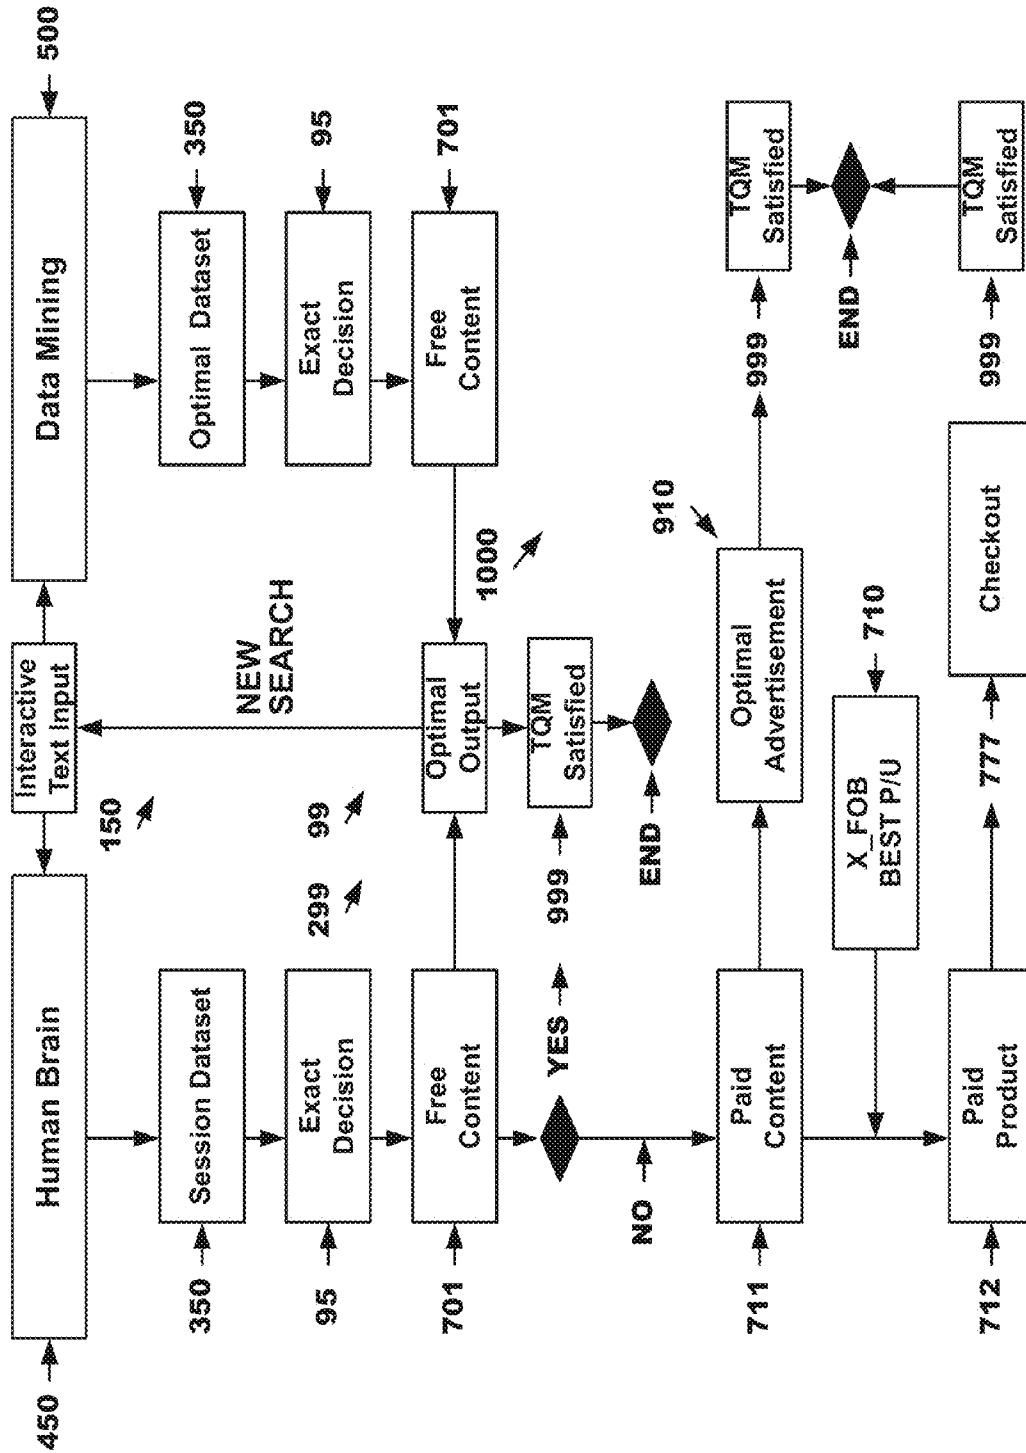 450
Human Brain
Interactive
Text Input
Data Mining
500
150
350
Session Dataset
Optimal Dataset
350
NEW
SEARCH
95
Exact
Decision
299
99
Exact
Decision
95
701
Free
Content
Optimal
Output
Free
Content
701
1000
YES
999
TQM
Satisfied
NO
END
910
711
Paid
Content
Optimal
Advertisement
999
TQM
Satisfied
X_FOB
BEST P/U
710
END
712
Paid
Product
777
Checkout
999
TQM
Satisfied